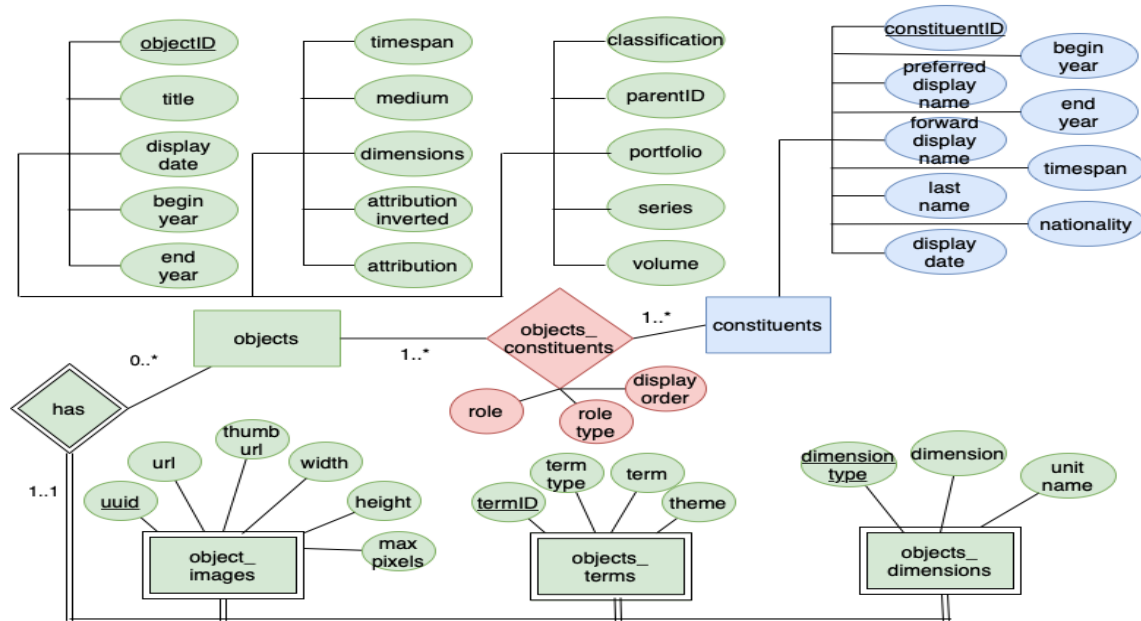 objectID
title
display
date
begin
year
end
year
timespan
medium
dimensions
attribution
inverted
attribution
classification
parentID
portfolio
series
volume
constituentID
begin
year
preferred
display
name
end
year
forward
display
name
timespan
last
name
nationality
display
date
objects
1..*
objects_
constituents
1..*
constituents
role
role
type
display
order
0..*
has
1..1
uuid
url
thumb
url
width
height
max
pixels
object_
images
termID
term
type
term
theme
objects_
terms
dimension
type
dimension
unit
name
objects_
dimensions